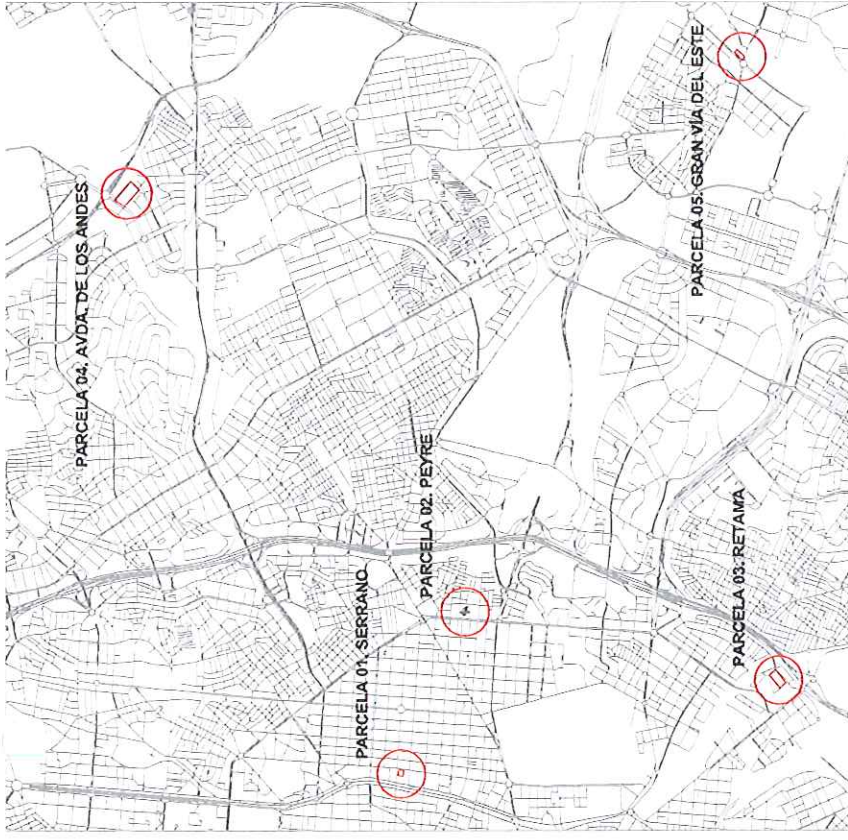 PARCELA 01. SERRANO
PARCELA 02. PEYRE
PARCELA 03. RETAMA
PARCELA 04. AVDA. DE LOS ANDES
PARCELA 05. GRAN VÍA DEL ESTE